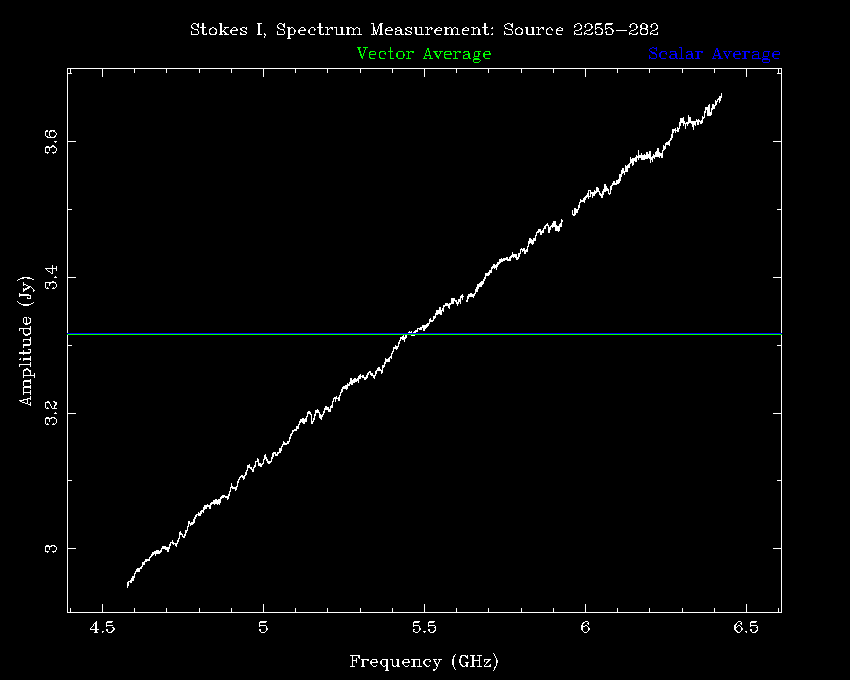 Stokes I, Spectrum Measurement: Source 2255−282
Vector Average Scalar Average
3.6
3.4
3.2
3
Amplitude (Jy)
4.5 5 5.5 6 6.5
Frequency (GHz)